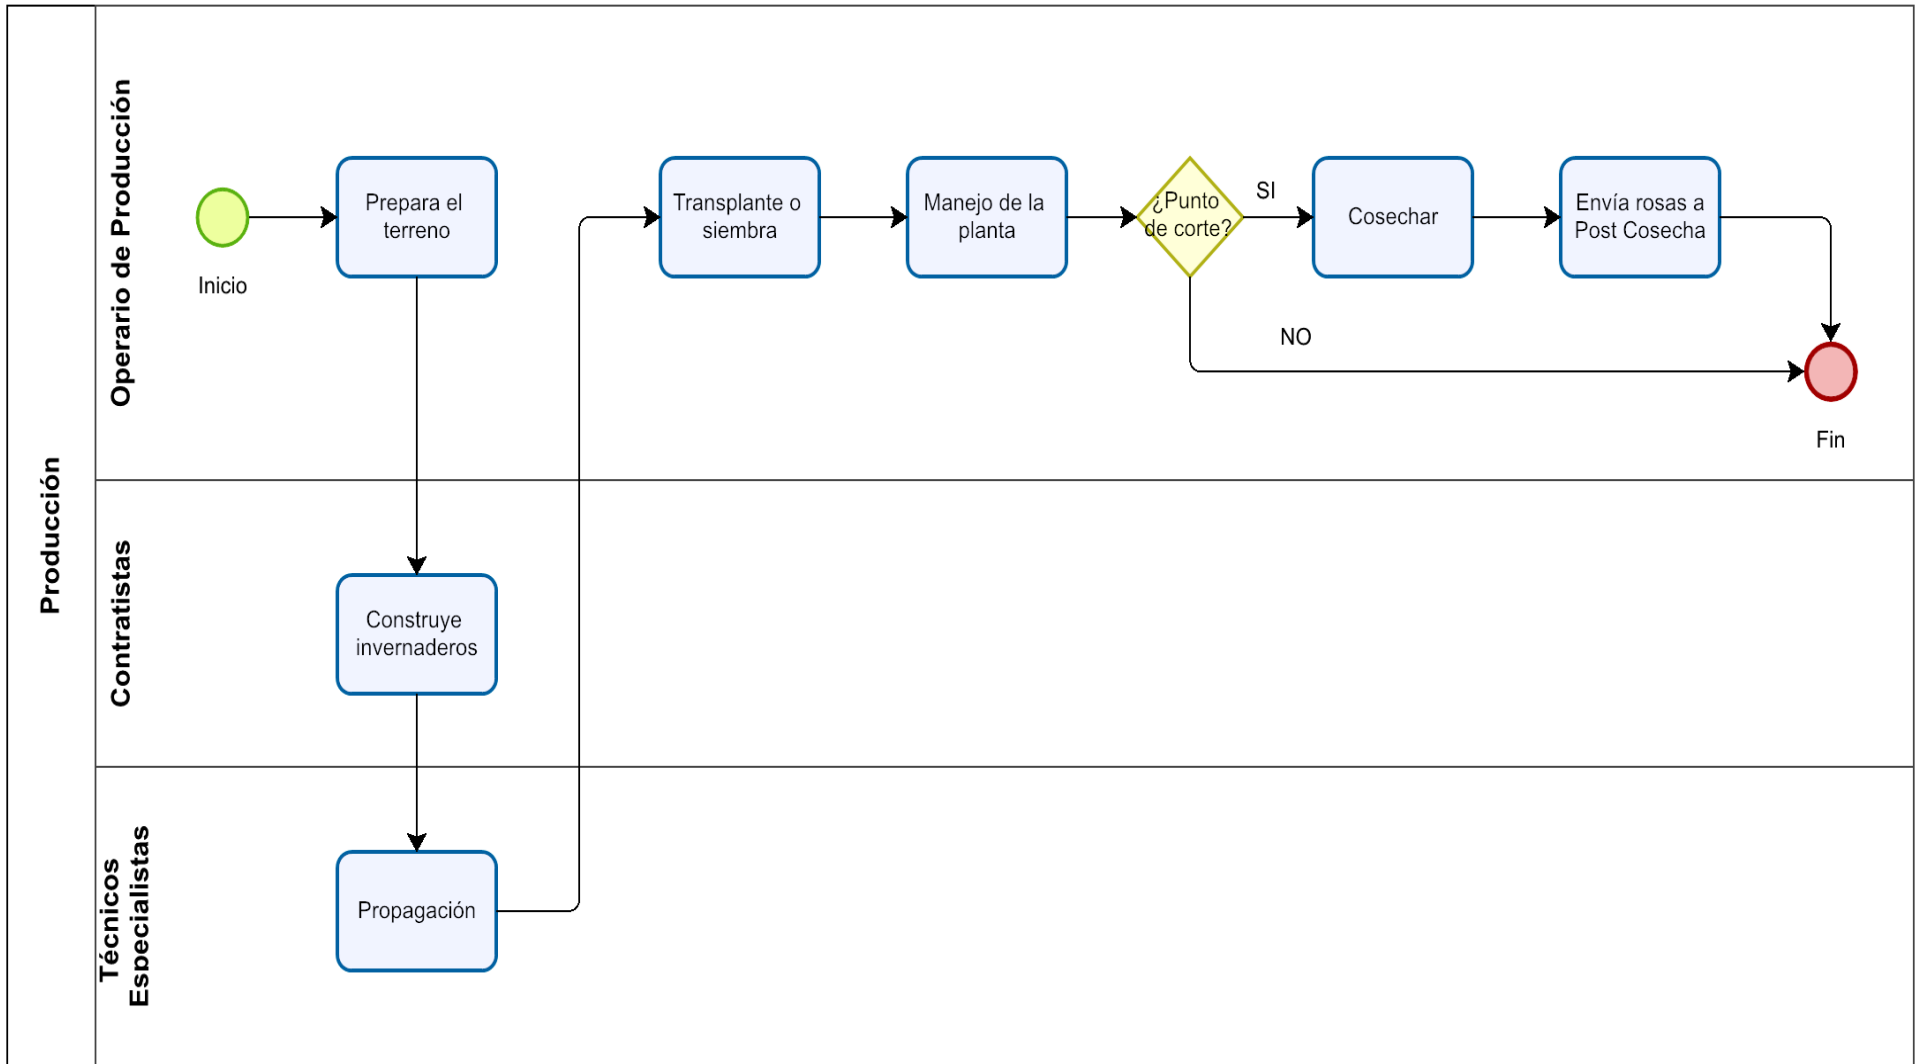 Producción
Operario de Producción
Inicio
Prepara el
terreno
Transplante o
siembra
Manejo de la
planta
¿Punto
de corte?
SI
NO
Cosechar
Envía rosas a
Post Cosecha
Fin
Contratistas
Construye
invernaderos
Técnicos
Especialistas
Propagación